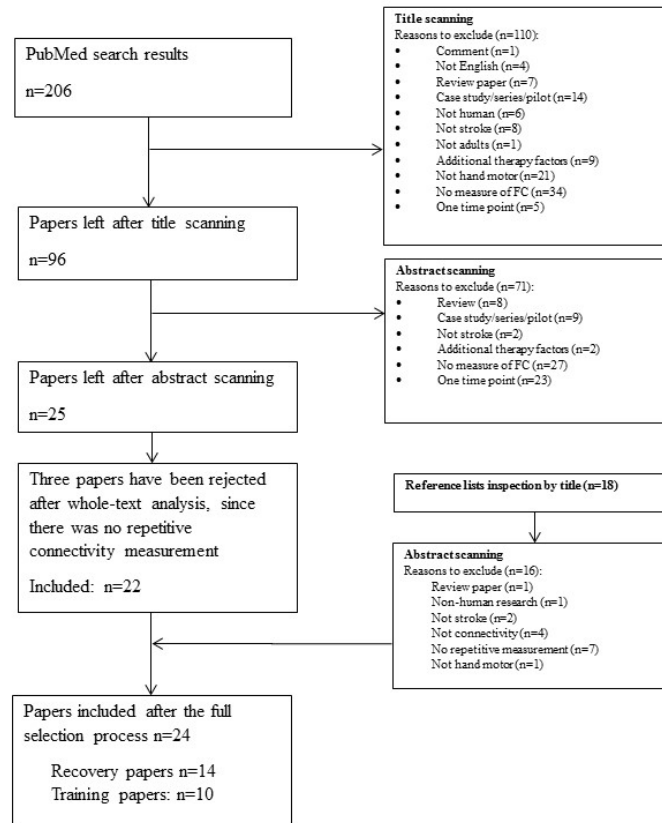 PubMed search results
n=206
Title scanning
Reasons to exclude (n=110):
• Comment (n=1)
• Not English (n=4)
• Review paper (n=7)
• Case study/series/pilot (n=14)
• Not human (n=6)
• Not stroke (n=8)
• Not adults (n=1)
• Additional therapy factors (n=9)
• Not hand motor (n=21)
• No measure of FC (n=34)
• One time point (n=5)
Papers left after title scanning
n=96
Abstract scanning
Reasons to exclude (n=71):
• Review (n=8)
• Case study/series/pilot (n=9)
• Not stroke (n=2)
• Additional therapy factors (n=2)
• No measure of FC (n=27)
• One time point (n=23)
Papers left after abstract scanning
n=25
Three papers have been rejected
after whole-text analysis, since
there was no repetitive
connectivity measurement
Included: n=22
Reference lists inspection by title (n=18)
Abstract scanning
Reasons to exclude (n=16):
Review paper (n=1)
Non-human research (n=1)
Not stroke (n=2)
Not connectivity (n=4)
No repetitive measurement (n=7)
Not hand motor (n=1)
Papers included after the full
selection process n=24
Recovery papers n=14
Training papers: n=10